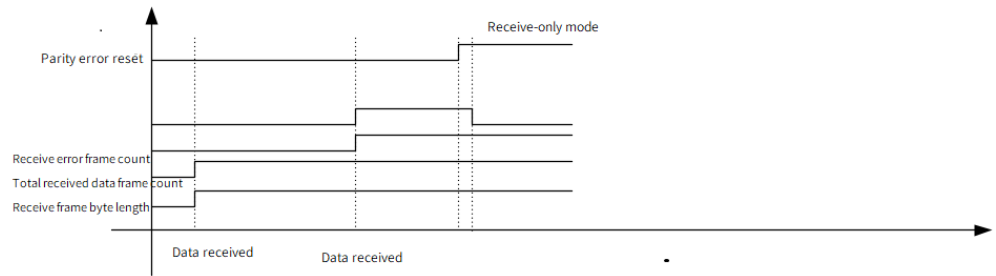 Receive-only mode
Parity error reset
Receive error frame count
Total received data frame count
Receive frame byte length
Data received
Data received